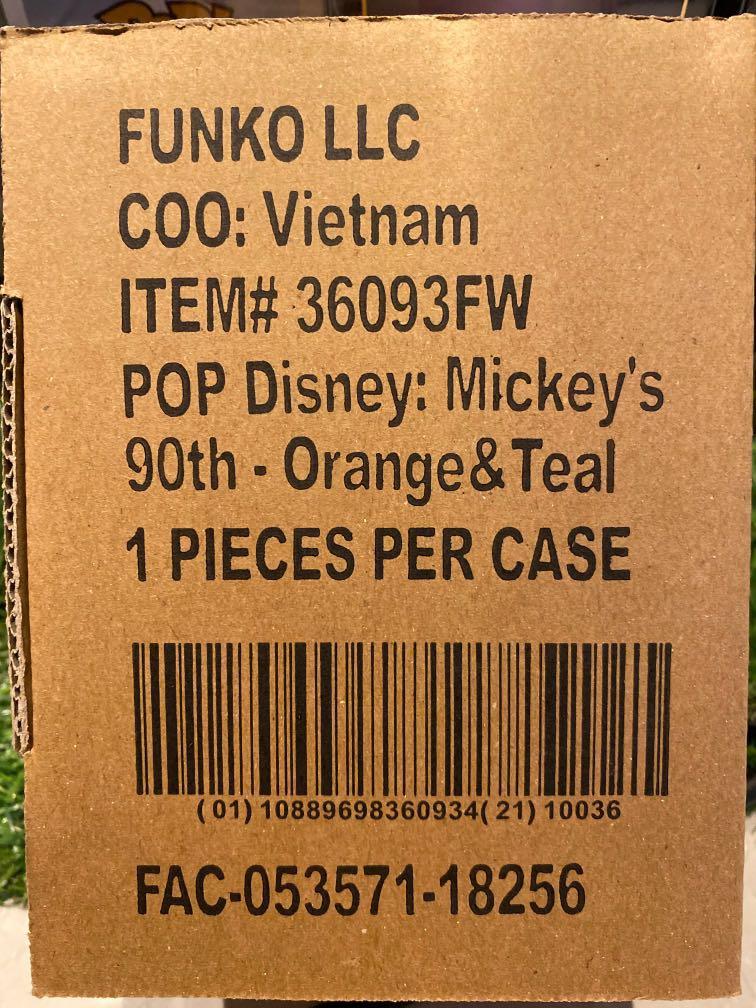 FUNKO LLC
COO: Vietnam
ITEM# 36093FW
POP Disney: Mickey's
90th - Orange&Teal
1 PIECES PER CASE
( 01) 10889698360934( 21) 10036
FAC-053571-18256